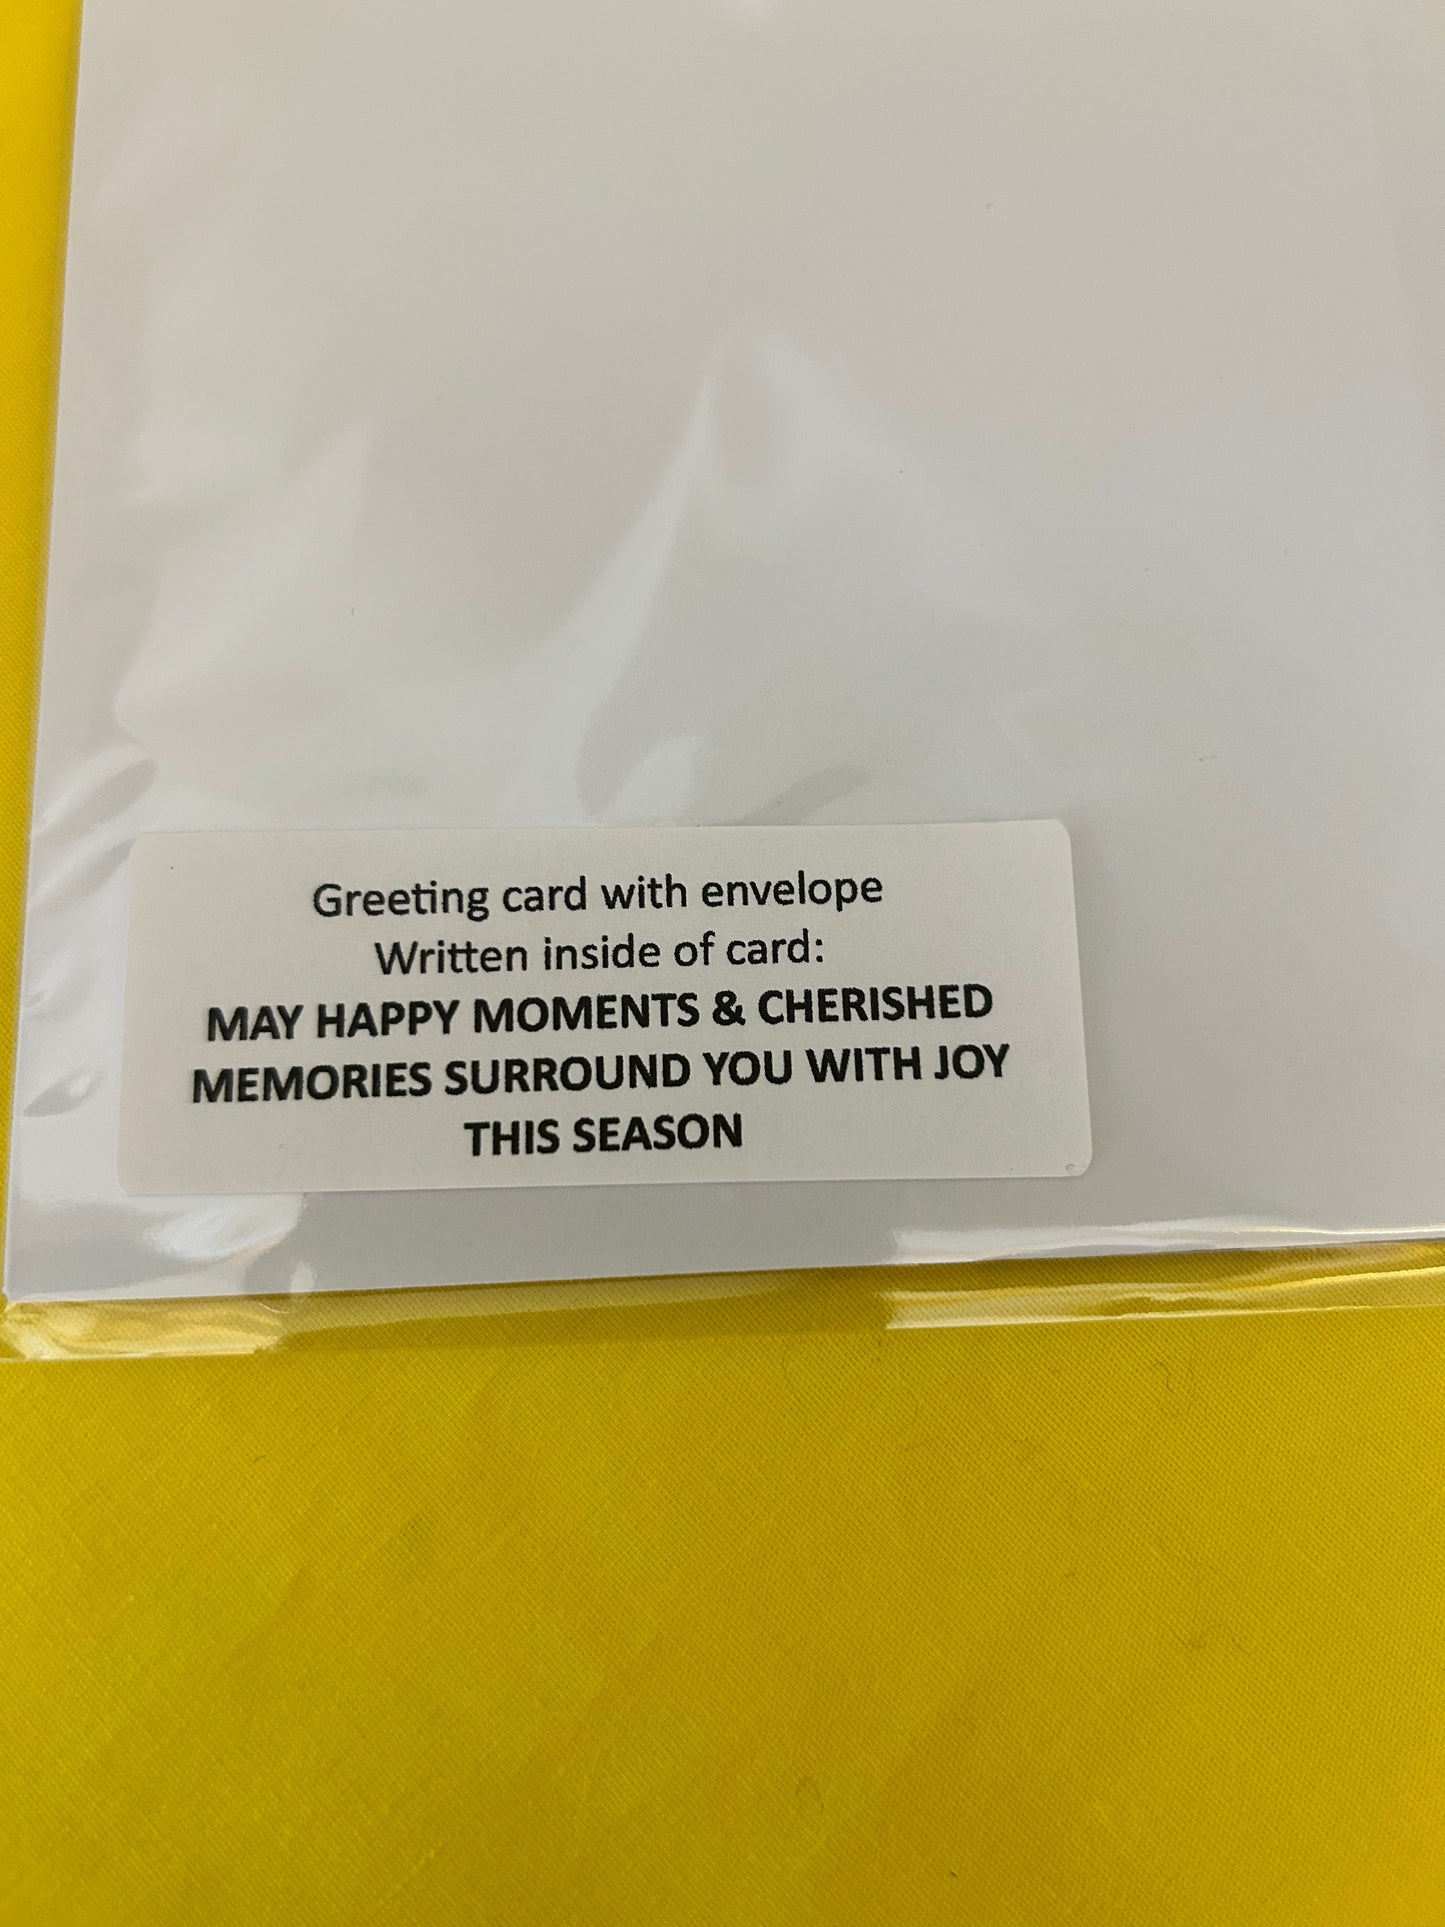 Greeting card with envelope
Written inside of card:
MAY HAPPY MOMENTS & CHERISHED
MEMORIES SURROUND YOU WITH JOY
THIS SEASON